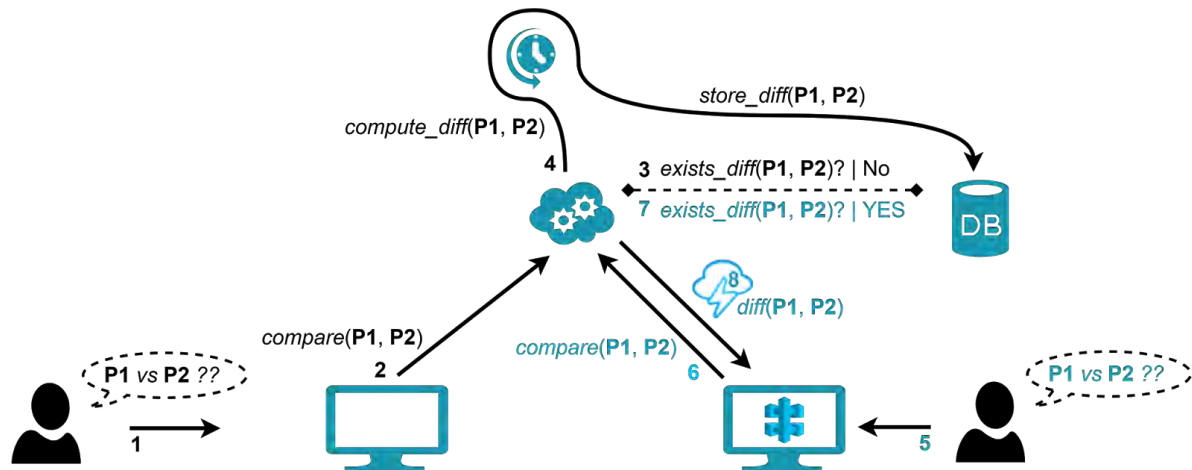 store_diff(P1, P2)
compute_diff(P1, P2)
4
3 exists_diff(P1, P2)? | No
7 exists_diff(P1, P2)? | YES
DB
8
diff(P1, P2)
compare(P1, P2)
2
compare(P1, P2)
6
P1 vs P2 ??
1
P1 vs P2 ??
5